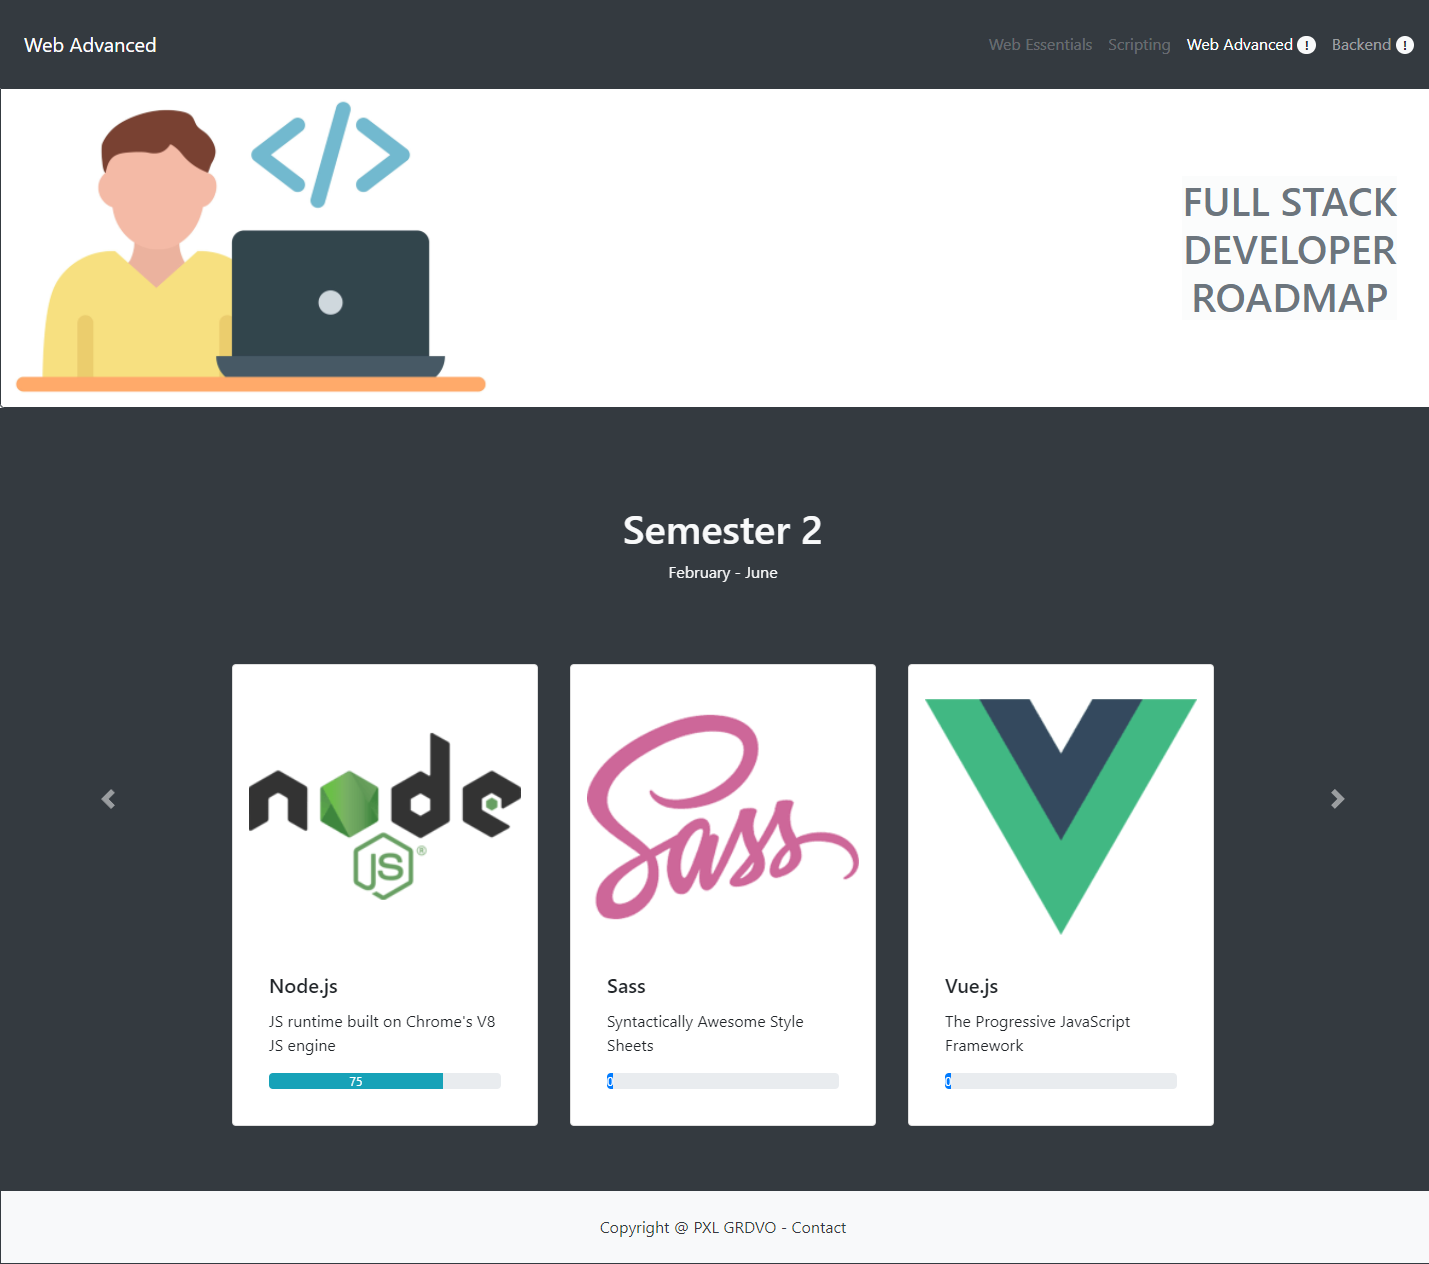 Web Advanced
Web Essentials Scripting Web Advanced ! Backend !
</>
FULL STACK
DEVELOPER
ROADMAP
Semester 2
February - June
node
JS ®
Sass
Node.js
JS runtime built on Chrome's V8
JS engine
75
Sass
Syntactically Awesome Style
Sheets
0
Vue.js
The Progressive JavaScript
Framework
0
Copyright @ PXL GRDVO - Contact